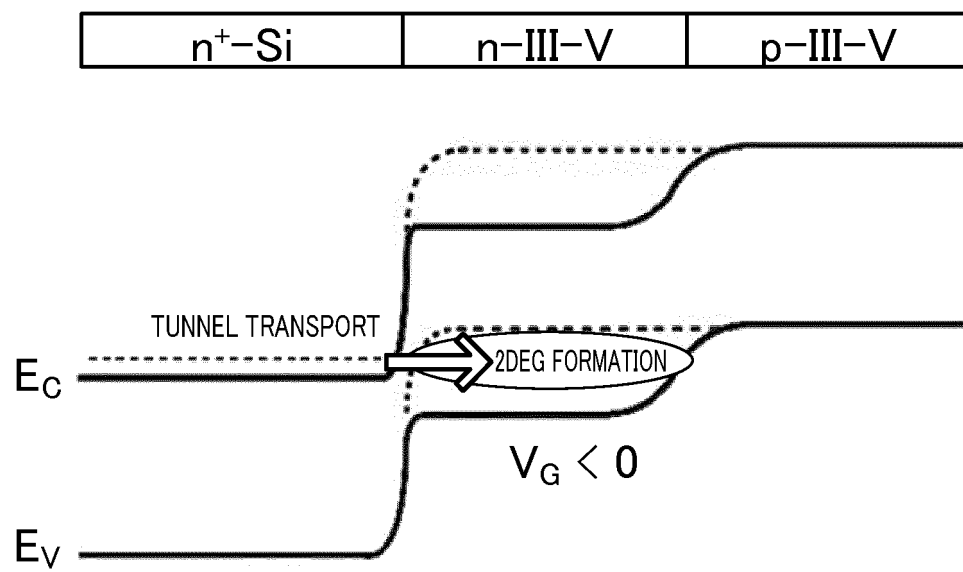 n⁺-Si n-III-V p-III-V
TUNNEL TRANSPORT
2DEG FORMATION
E_C
V_G < 0
E_V